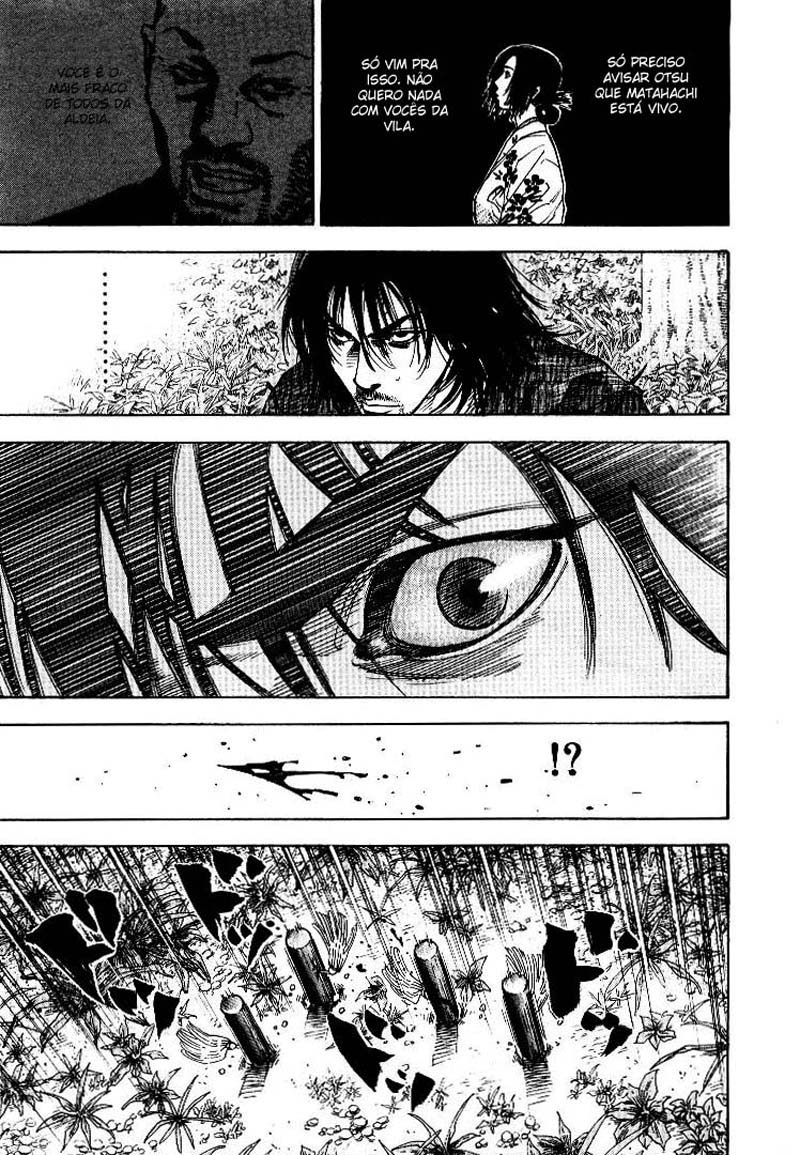 SÓ PRECISO
AVISAR OTSU
QUE MATAHACHI
ESTÁ VIVO.
SÓ VIM PRA
ISSO. NÃO
QUERO NADA
COM VOCÊS DA
VILA.
VOCE É O
MAIS FRACO
DE TODOS DA
ALDEIA.
!?